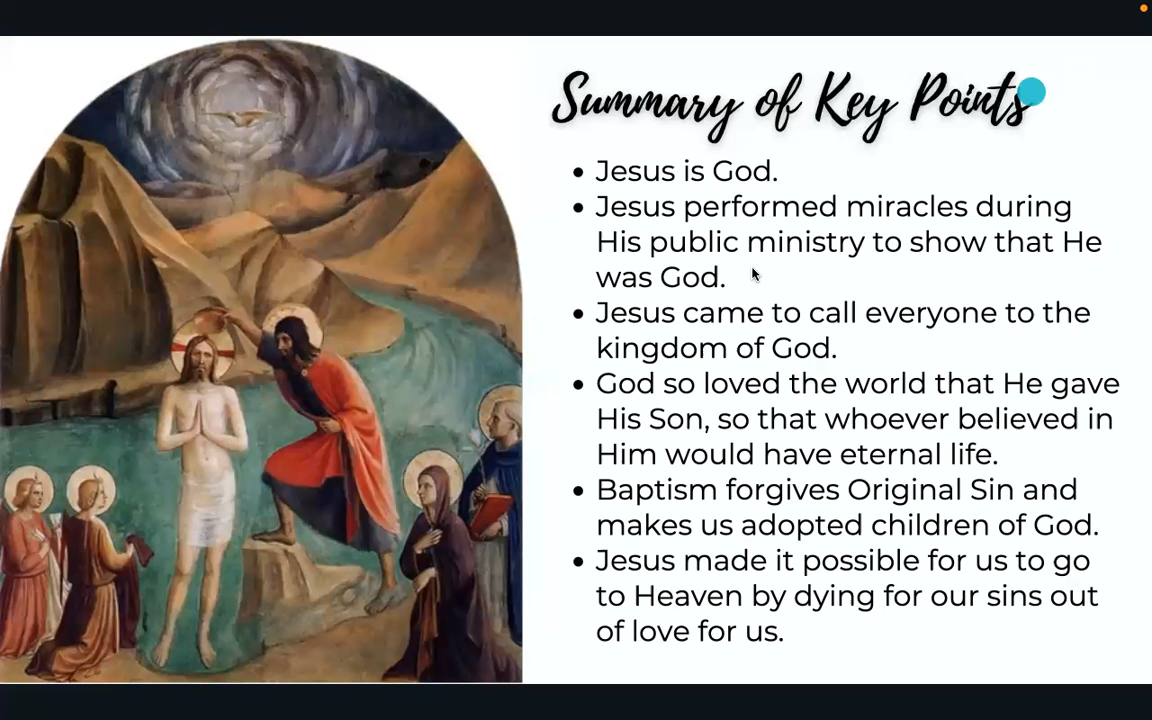 Summary of Key Points
• Jesus is God.
• Jesus performed miracles during
His public ministry to show that He
was God.
• Jesus came to call everyone to the
kingdom of God.
• God so loved the world that He gave
His Son, so that whoever believed in
Him would have eternal life.
• Baptism forgives Original Sin and
makes us adopted children of God.
• Jesus made it possible for us to go
to Heaven by dying for our sins out
of love for us.